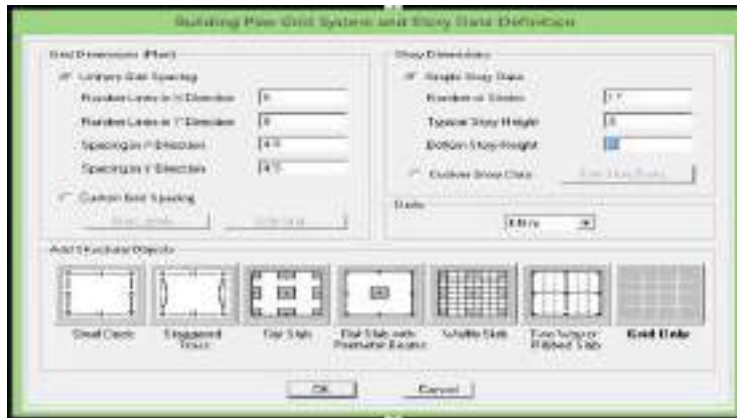 Building Plan Grid System and Story Data Definition
Grid Dimensions (Plan)
Uniform Grid Spacing
Number Lines in X Direction
Number Lines in Y Direction
Spacing in X Direction
Spacing in Y Direction
Custom Grid Spacing
Story Dimensions
Simple Story Data
Number of Stories
Typical Story Height
Bottom Story Height
Custom Story Data
Units
KN-m
Add Structural Objects
Steel Deck
Staggered Truss
Flat Slab
Flat Slab with Perimeter Beams
Waffle Slab
Two Way or Ribbed Slab
Grid Only
OK
Cancel